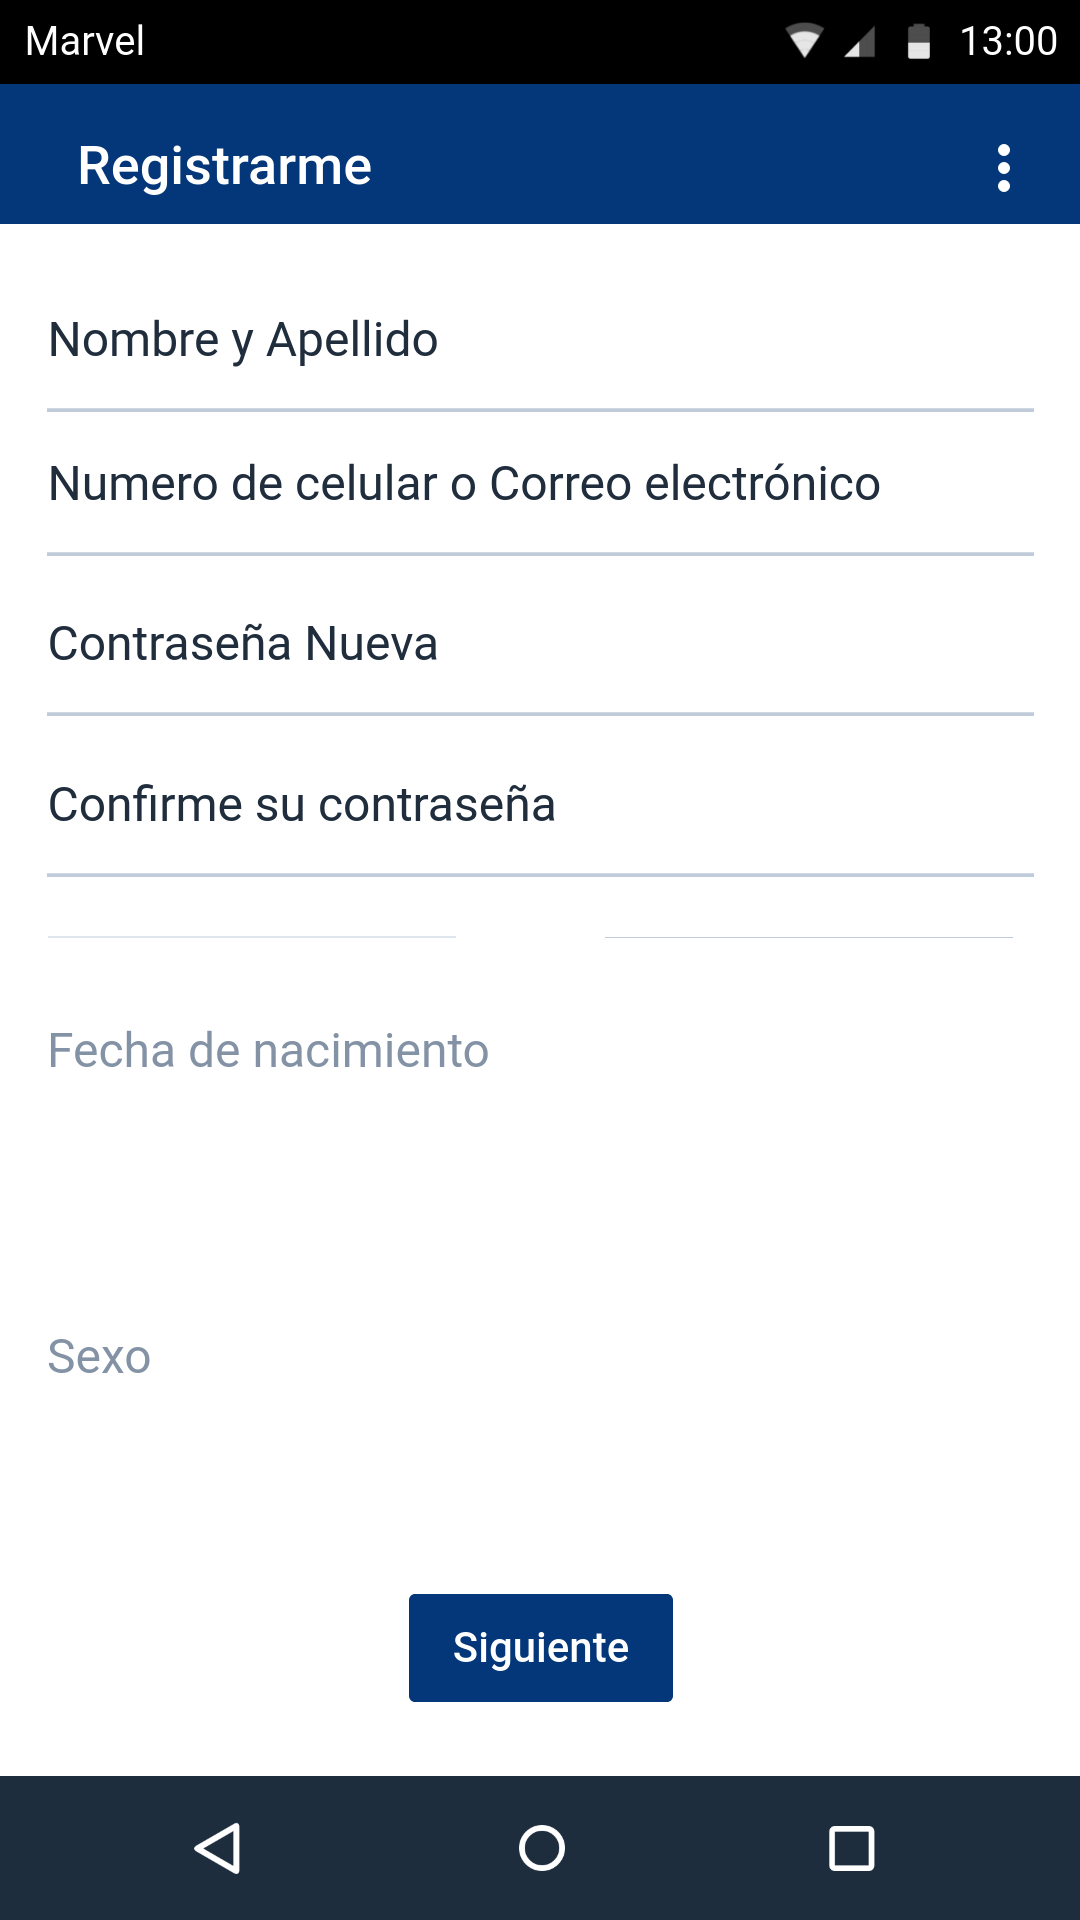 Marvel 13:00
Registrarme
Nombre y Apellido
Numero de celular o Correo electrónico
Contraseña Nueva
Confirme su contraseña
Fecha de nacimiento
Sexo
Siguiente